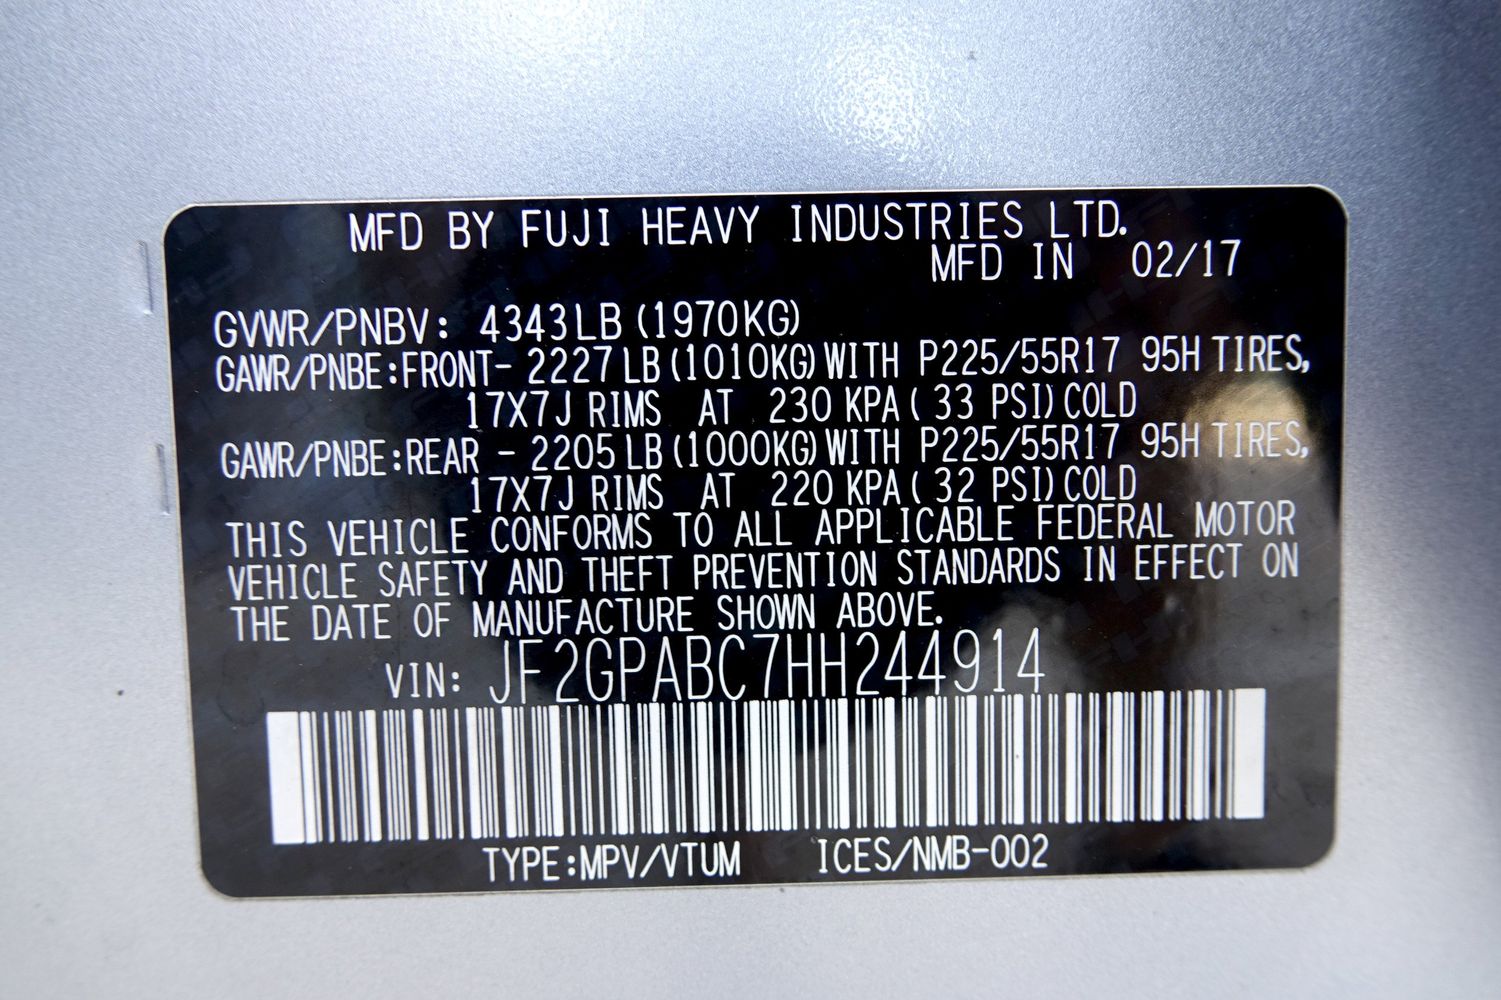 MFD BY FUJI HEAVY INDUSTRIES LTD.
MFD IN 02/17
GVWR/PNBV: 4343LB (1970KG)
GAWR/PNBE:FRONT- 2227LB (1010KG) WITH P225/55R17 95H TIRES,
17X7J RIMS AT 230 KPA ( 33 PSI) COLD
GAWR/PNBE:REAR - 2205LB (1000KG) WITH P225/55R17 95H TIRES,
17X7J RIMS AT 220 KPA ( 32 PSI) COLD
THIS VEHICLE CONFORMS TO ALL APPLICABLE FEDERAL MOTOR
VEHICLE SAFETY AND THEFT PREVENTION STANDARDS IN EFFECT ON
THE DATE OF MANUFACTURE SHOWN ABOVE.
VIN: JF2GPABC7HH244914
TYPE:MPV/VTUM ICES/NMB-002